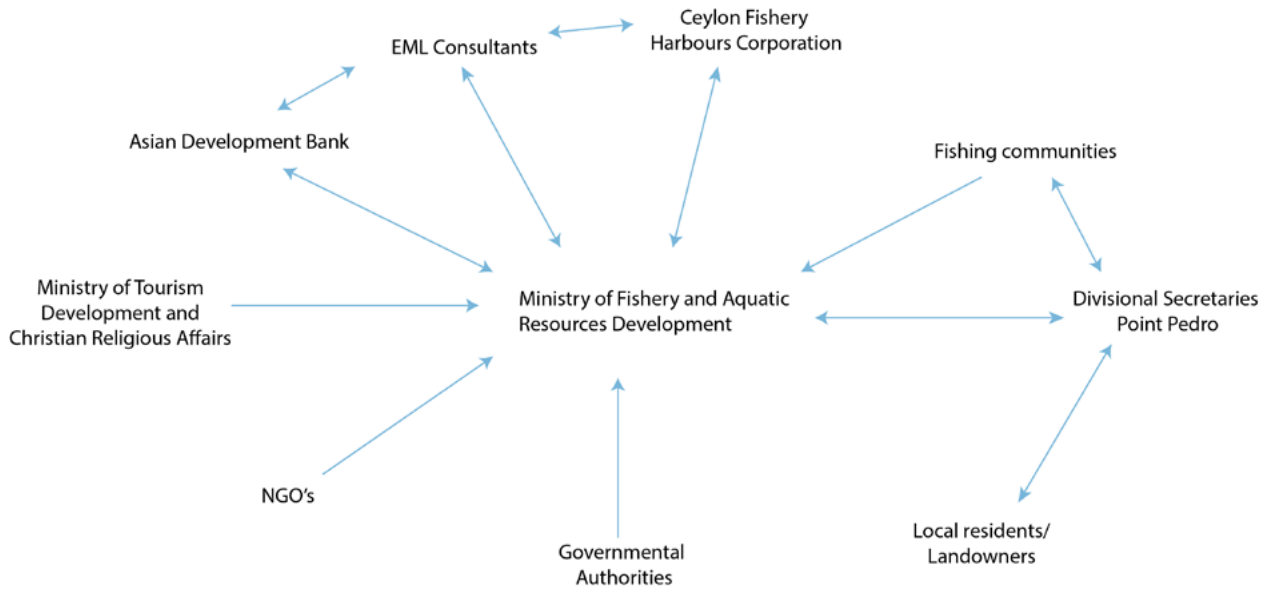 Ceylon Fishery
Harbours Corporation
EML Consultants
Asian Development Bank
Fishing communities
Ministry of Tourism
Development and
Christian Religious Affairs
Ministry of Fishery and Aquatic
Resources Development
Divisional Secretaries
Point Pedro
NGO's
Governmental
Authorities
Local residents/
Landowners